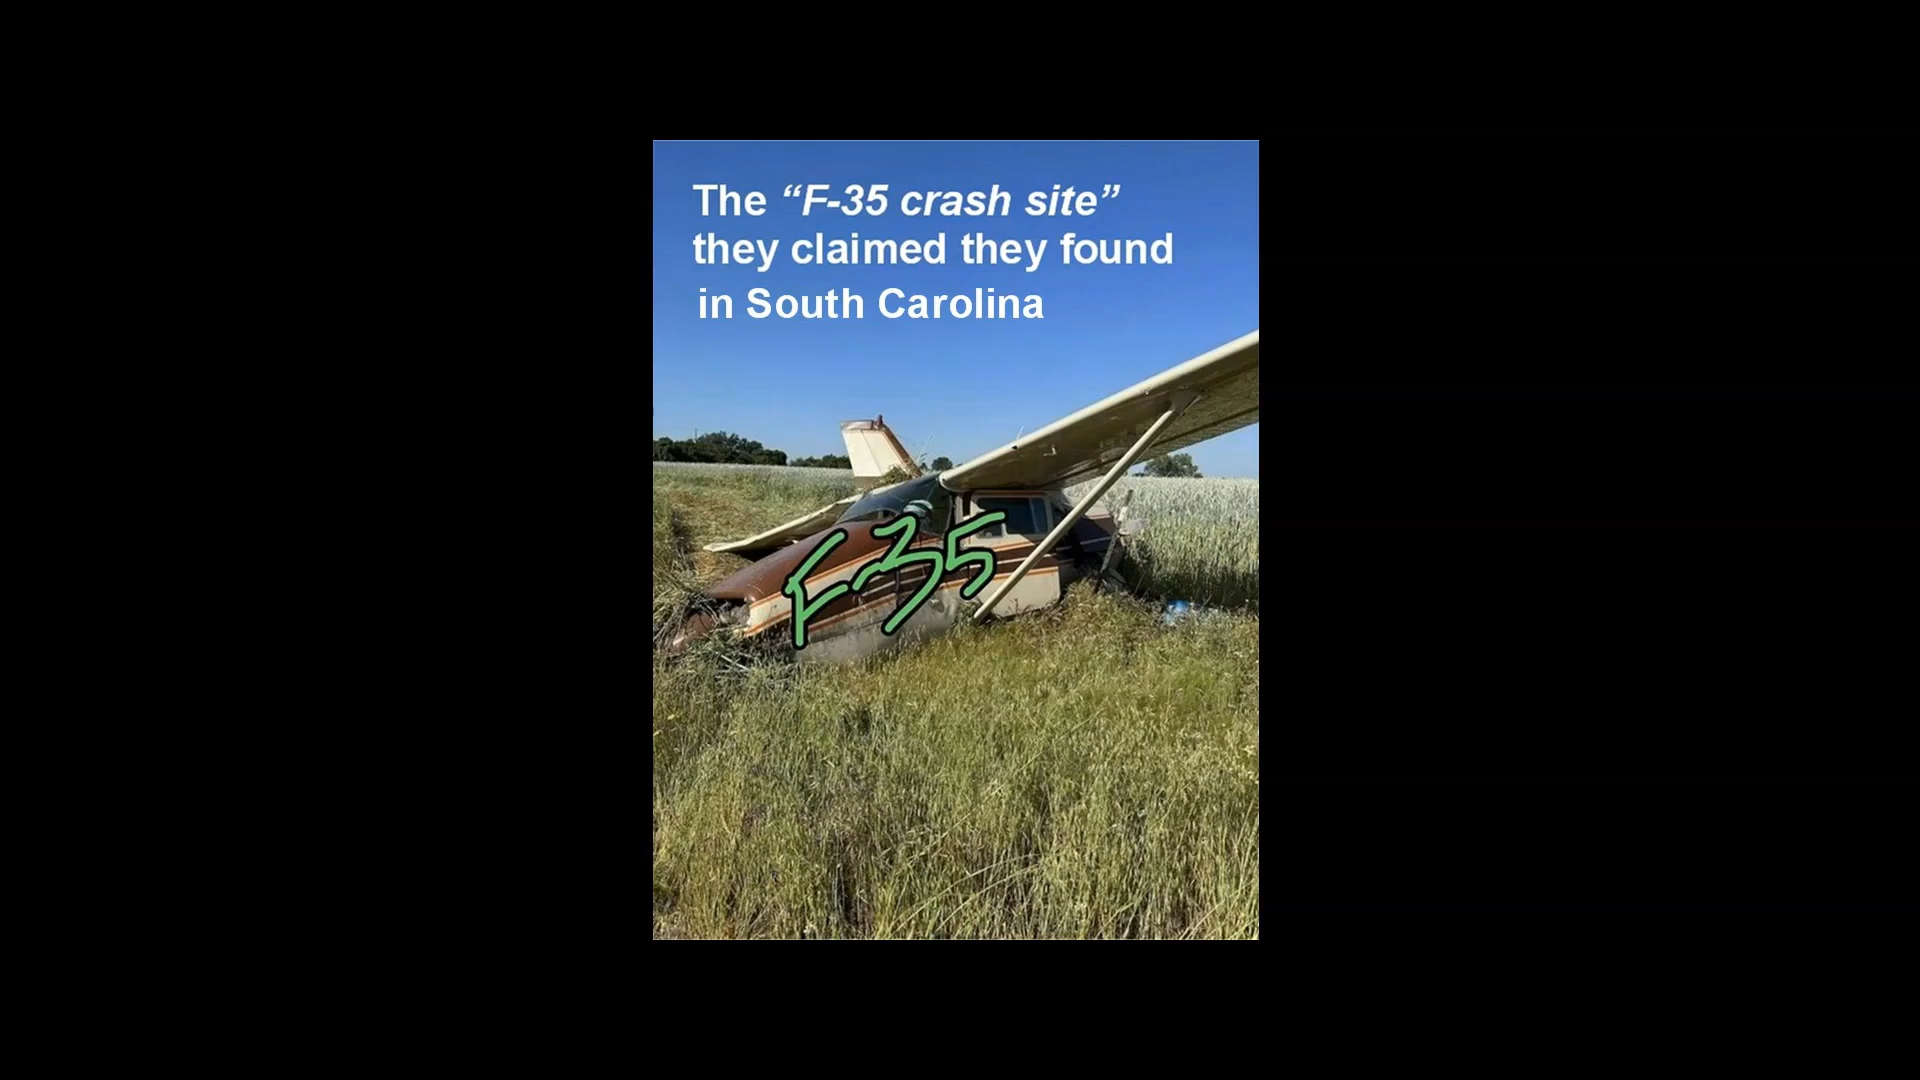 The “F-35 crash site”
they claimed they found
in South Carolina
F-35